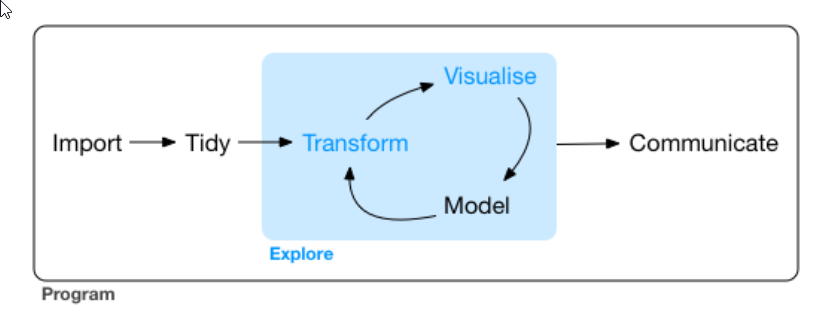 Visualise
Import Tidy Transform Communicate
Model
Explore
Program